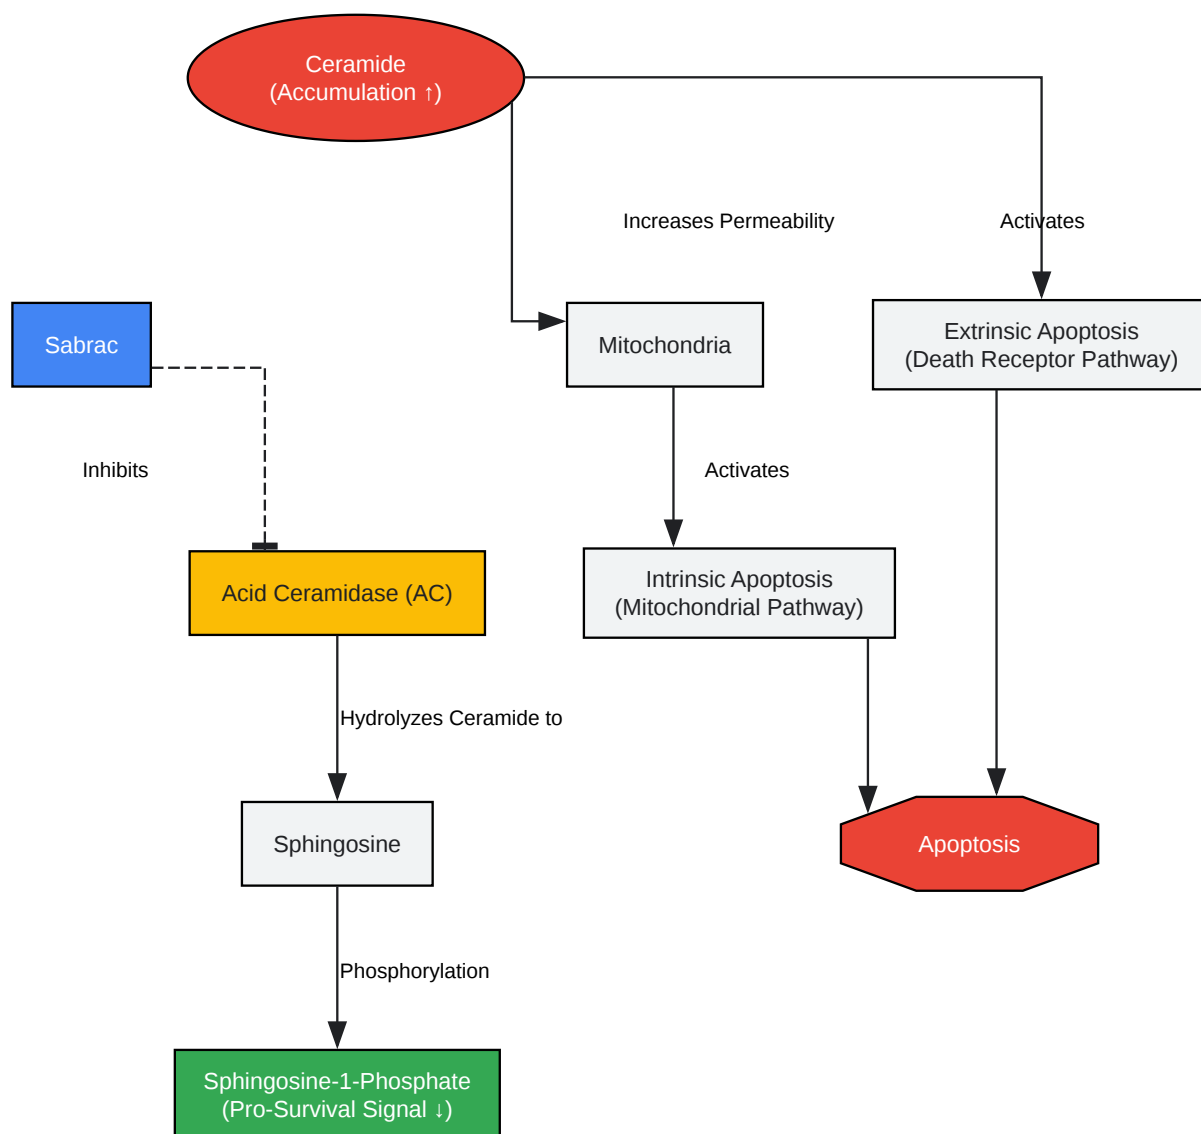 Ceramide
(Accumulation ↑)
Increases Permeability
Activates
Sabrac
Mitochondria
Extrinsic Apoptosis
(Death Receptor Pathway)
Inhibits
Activates
Acid Ceramidase (AC)
Intrinsic Apoptosis
(Mitochondrial Pathway)
Hydrolyzes Ceramide to
Sphingosine
Apoptosis
Phosphorylation
Sphingosine-1-Phosphate
(Pro-Survival Signal ↓)